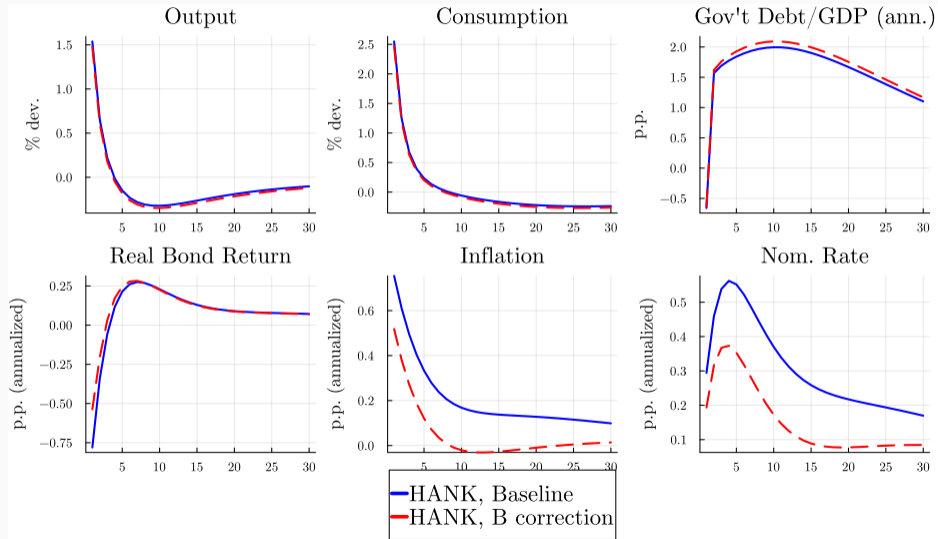 Output
Consumption
Gov't Debt/GDP (ann.)
% dev.
1.5
1.0
0.5
0.0
5 10 15 20 25 30
% dev.
2.5
2.0
1.5
1.0
0.5
0.0
5 10 15 20 25 30
p.p.
2.0
1.5
1.0
0.5
0.0
−0.5
5 10 15 20 25 30
Real Bond Return
Inflation
Nom. Rate
p.p. (annualized)
0.25
0.00
−0.25
−0.50
−0.75
5 10 15 20 25 30
p.p. (annualized)
0.6
0.4
0.2
0.0
5 10 15 20 25 30
p.p. (annualized)
0.5
0.4
0.3
0.2
0.1
5 10 15 20 25 30
HANK, Baseline
HANK, B correction